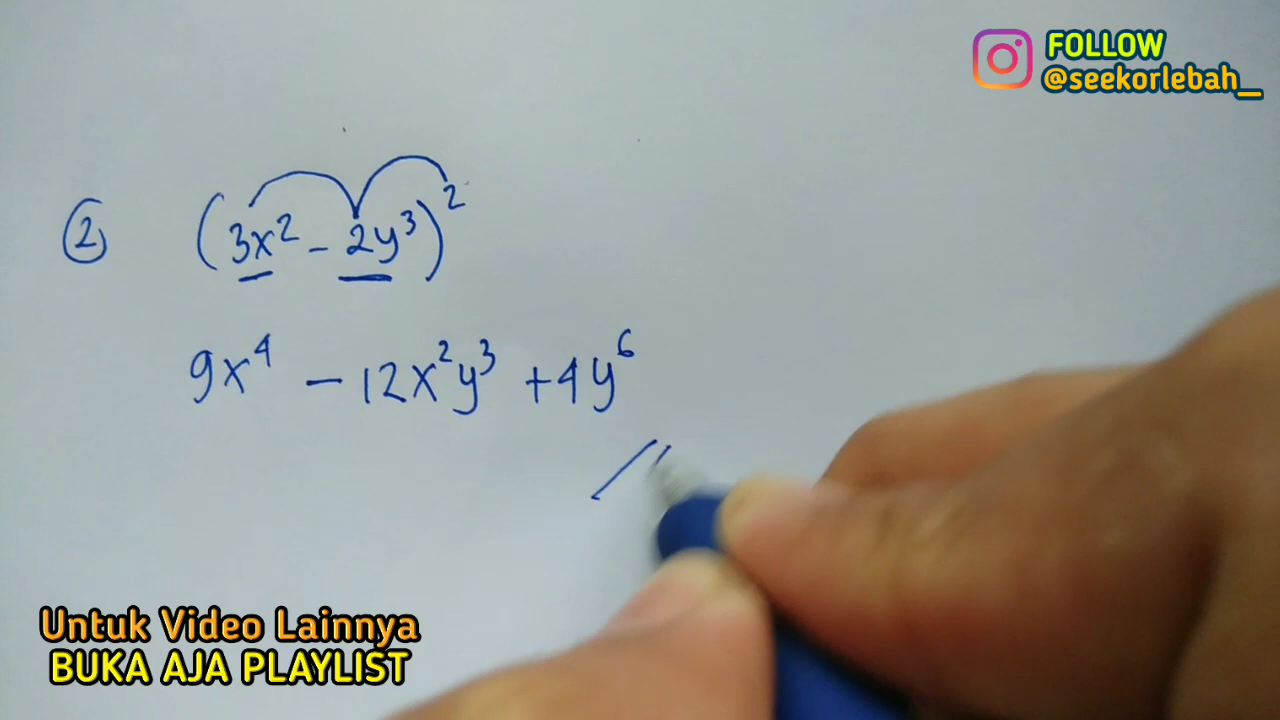 FOLLOW
@seekorlebah_
② (3x² - 2y³)²
9x⁴ - 12x²y³ + 4y⁶
Untuk Video Lainnya
BUKA AJA PLAYLIST